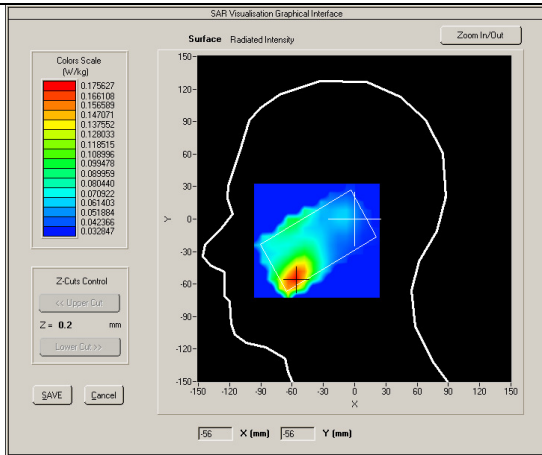 SAR Visualisation Graphical Interface
Surface Radiated Intensity
Zoom In/Out
Colors Scale
(W/kg)
0.175627
0.166108
0.156589
0.147071
0.137552
0.128033
0.118515
0.108996
0.099478
0.089959
0.080440
0.070922
0.061403
0.051884
0.042366
0.032847
Z-Cuts Control
<< Upper Cut
Z = 0.2 mm
Lower Cut >>
SAVE Cancel
150
120
90
60
30
0
-30
-60
-90
-120
-150
Y
-150 -120 -90 -60 -30 0 30 60 90 120 150
X
-56 X (mm) -56 Y (mm)